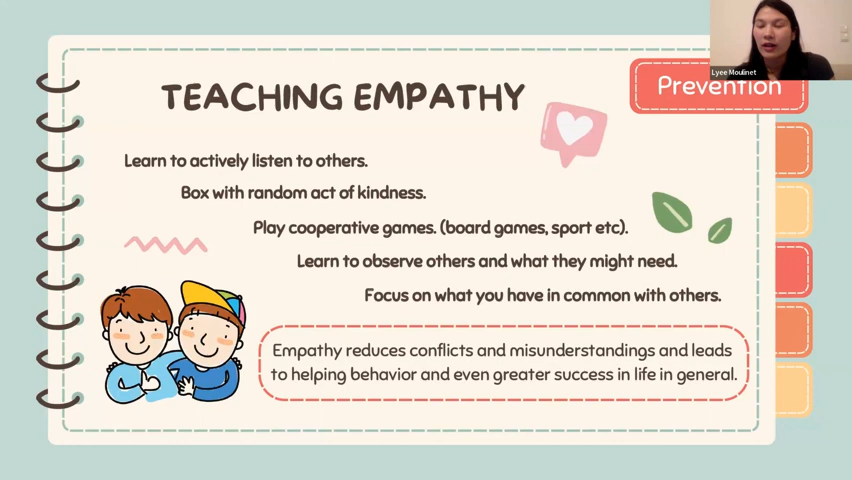 Lyee Moulinet
Prevention
TEACHING EMPATHY
Learn to actively listen to others.
Box with random act of kindness.
Play cooperative games. (board games, sport etc).
Learn to observe others and what they might need.
Focus on what you have in common with others.
Empathy reduces conflicts and misunderstandings and leads
to helping behavior and even greater success in life in general.